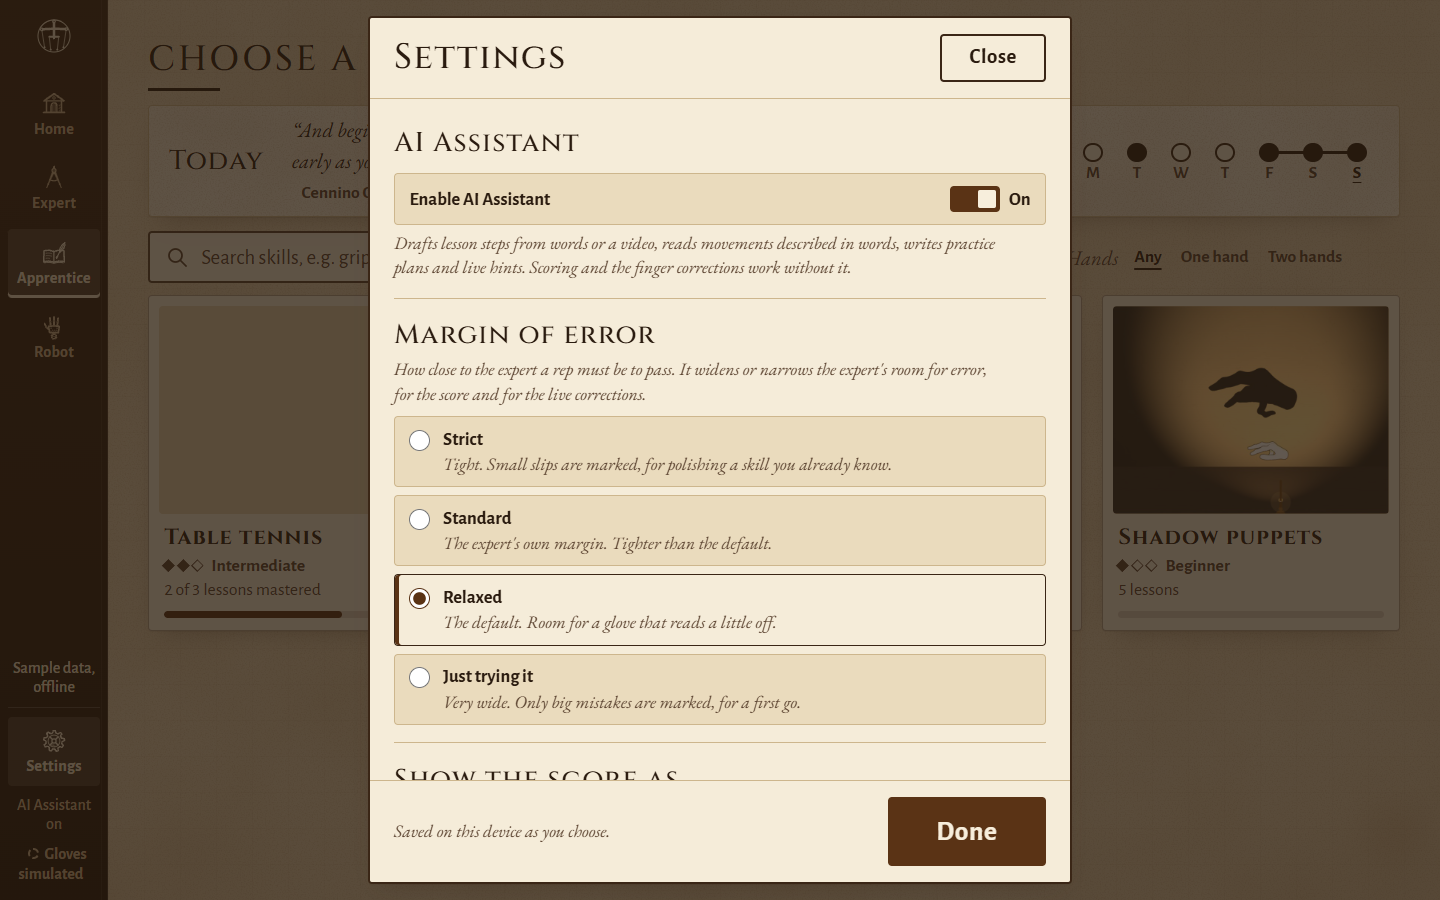 Home
Expert
Apprentice
Robot
Sample data,
offline
Settings
AI Assistant
on
Gloves
simulated
CHOOSE A
TODAY
“And begi
early as yo
Cennino C
M T W T F S S
Search skills, e.g. grip
Hands Any One hand Two hands
TABLE TENNIS
Intermediate
2 of 3 lessons mastered
SHADOW PUPPETS
Beginner
5 lessons
SETTINGS
Close
AI ASSISTANT
Enable AI Assistant
On
Drafts lesson steps from words or a video, reads movements described in words, writes practice
plans and live hints. Scoring and the finger corrections work without it.
MARGIN OF ERROR
How close to the expert a rep must be to pass. It widens or narrows the expert's room for error,
for the score and for the live corrections.
Strict
Tight. Small slips are marked, for polishing a skill you already know.
Standard
The expert's own margin. Tighter than the default.
Relaxed
The default. Room for a glove that reads a little off.
Just trying it
Very wide. Only big mistakes are marked, for a first go.
SHOW THE SCORE AS
Saved on this device as you choose.
Done